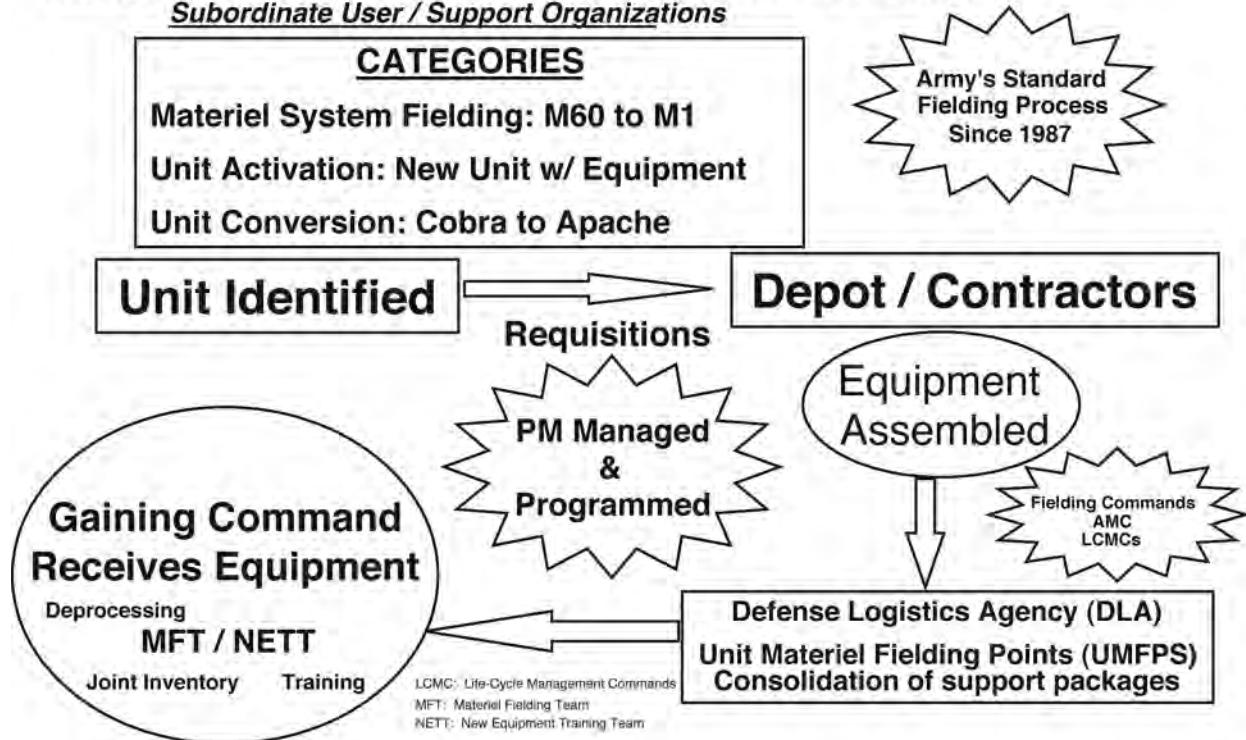 Subordinate User / Support Organizations
CATEGORIES
Materiel System Fielding: M60 to M1
Unit Activation: New Unit w/ Equipment
Unit Conversion: Cobra to Apache
Army's Standard
Fielding Process
Since 1987
Unit Identified
Requisitions
Depot / Contractors
Equipment
Assembled
PM Managed
&
Programmed
Fielding Commands
AMC
LCMCs
Gaining Command
Receives Equipment
Deprocessing
MFT / NETT
Joint Inventory Training
Defense Logistics Agency (DLA)
Unit Materiel Fielding Points (UMFPS)
Consolidation of support packages
LCMC: Life-Cycle Management Commands
MFT: Materiel Fielding Team
NETT: New Equipment Training Team